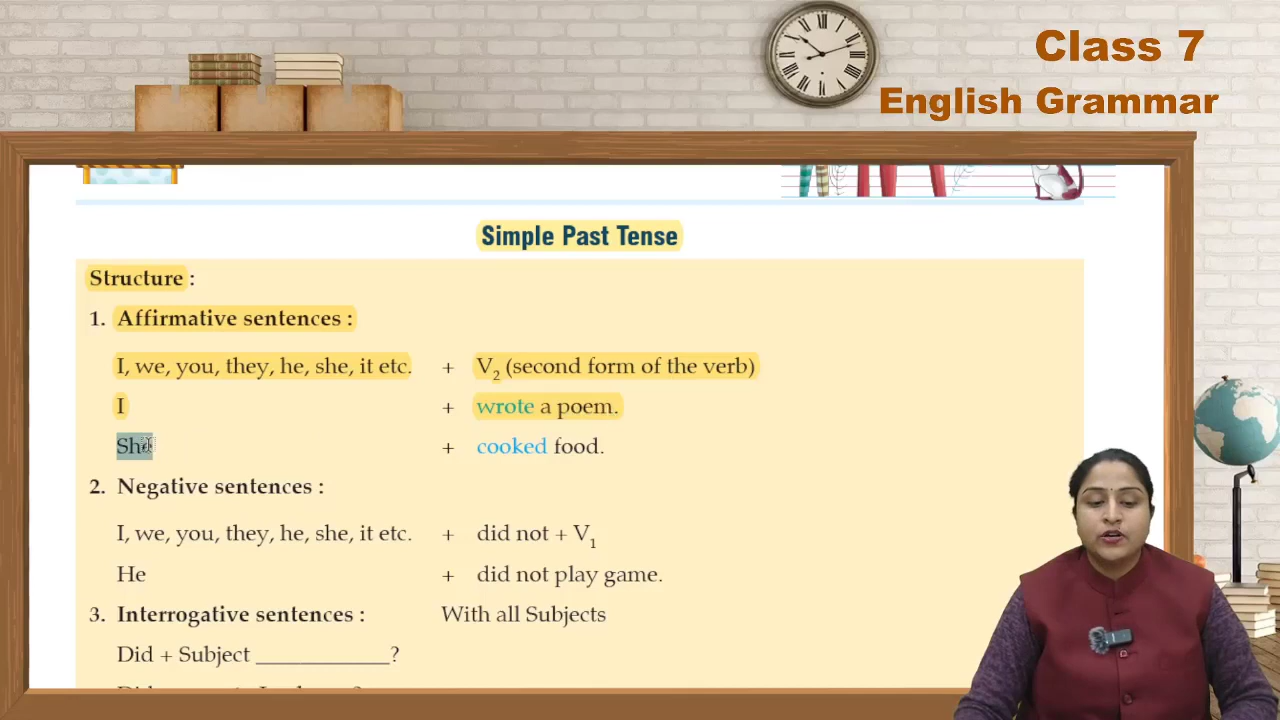 Class 7
English Grammar
Simple Past Tense
Structure :
1. Affirmative sentences :
I, we, you, they, he, she, it etc. + V2 (second form of the verb)
I + wrote a poem.
She + cooked food.
2. Negative sentences :
I, we, you, they, he, she, it etc. + did not + V1
He + did not play game.
3. Interrogative sentences : With all Subjects
Did + Subject ____________?